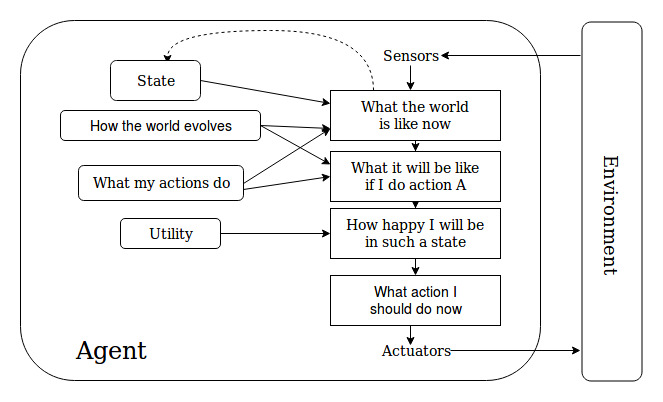 Sensors
State
What the world
is like now
How the world evolves
What it will be like
if I do action A
What my actions do
How happy I will be
in such a state
Utility
What action I
should do now
Agent
Actuators
Environment